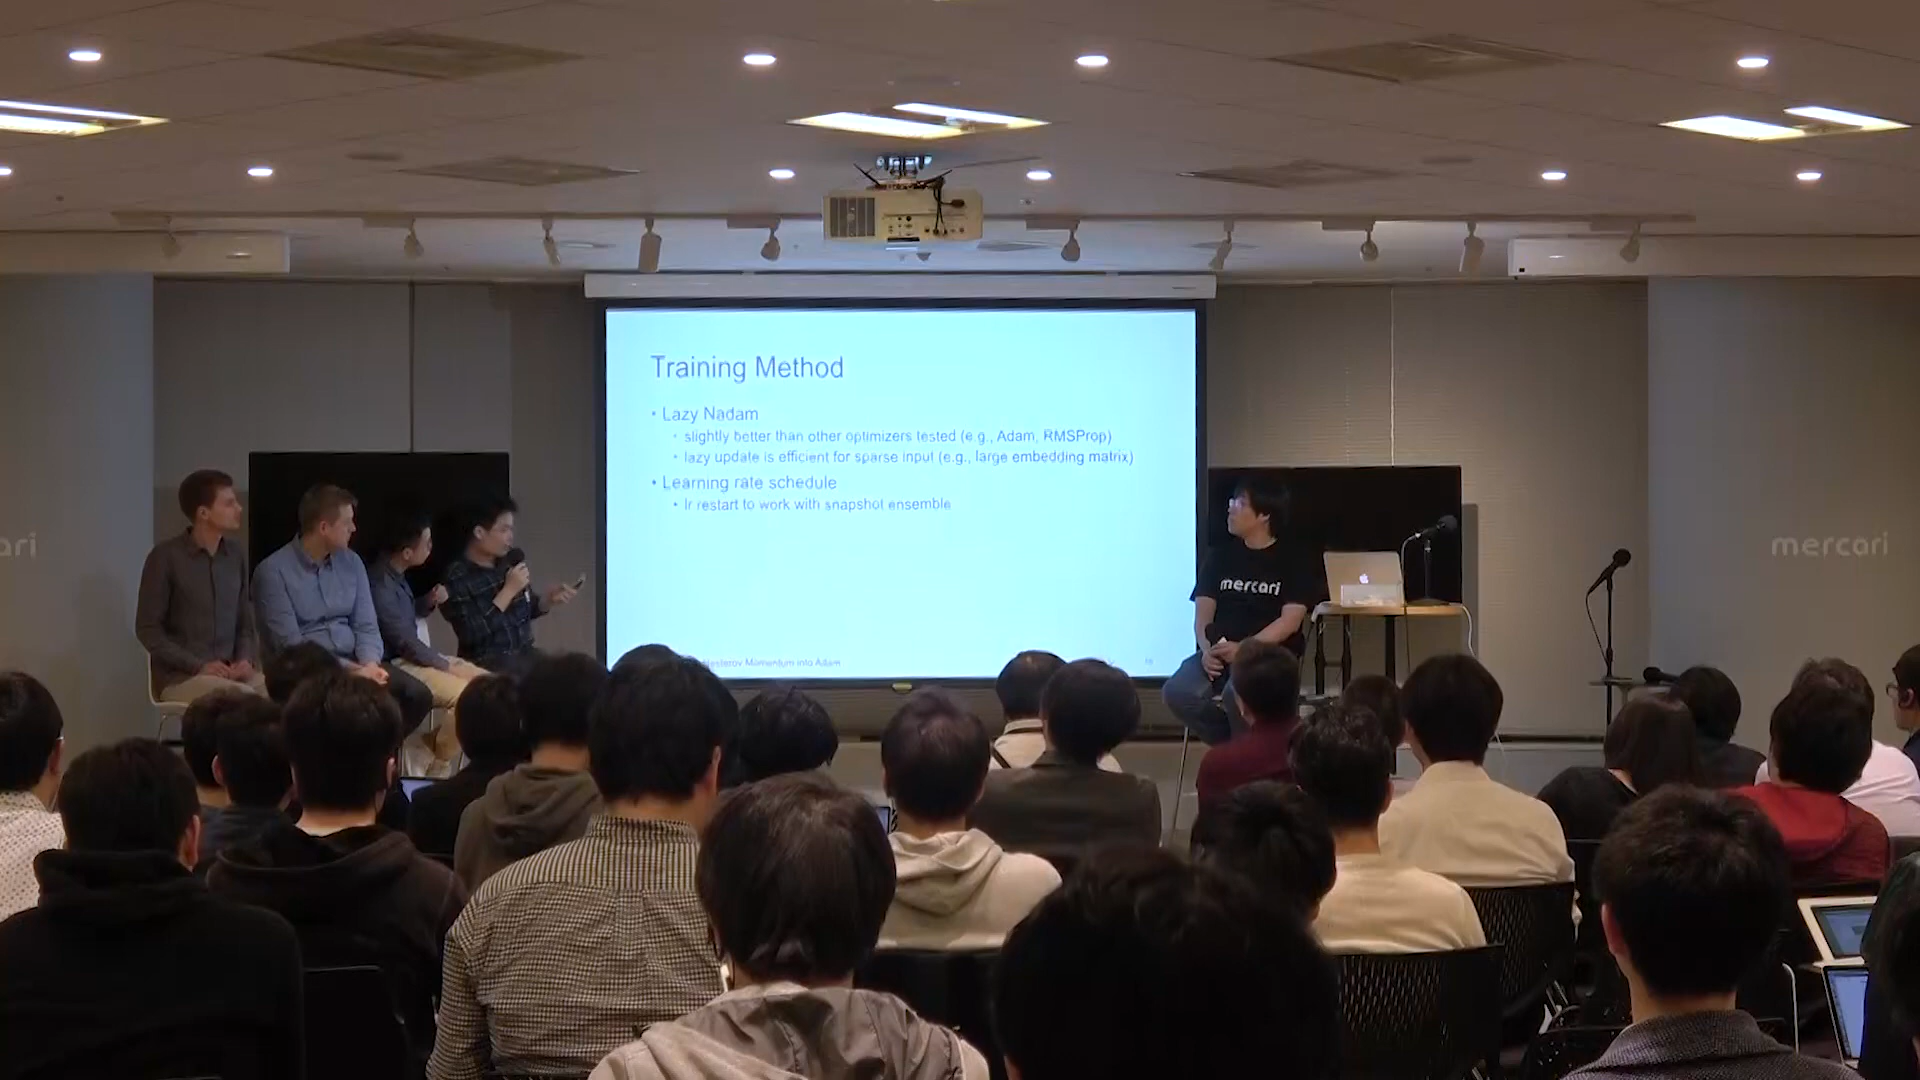 Training Method
• Lazy Nadam
• slightly better than other optimizers tested (e.g., Adam, RMSProp)
• lazy update is efficient for sparse input (e.g., large embedding matrix)
• Learning rate schedule
• lr restart to work with snapshot ensemble
Nesterov Momentum into Adam
ari
mercari
mercari